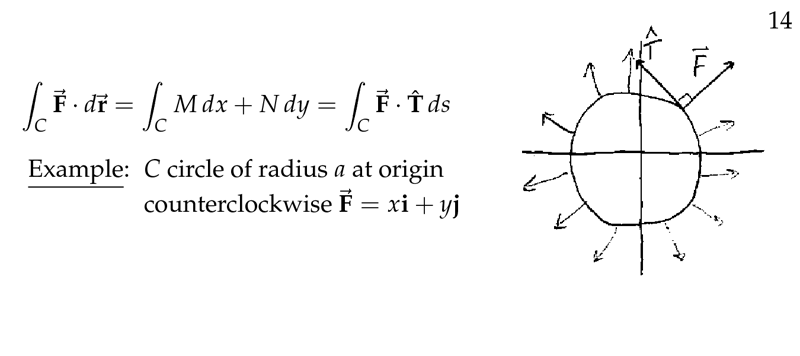 14
∫_C F⃗ · dr⃗ = ∫_C M dx + N dy = ∫_C F⃗ · T̂ ds
Example: C circle of radius a at origin
counterclockwise F⃗ = xi + yj
T̂
F⃗